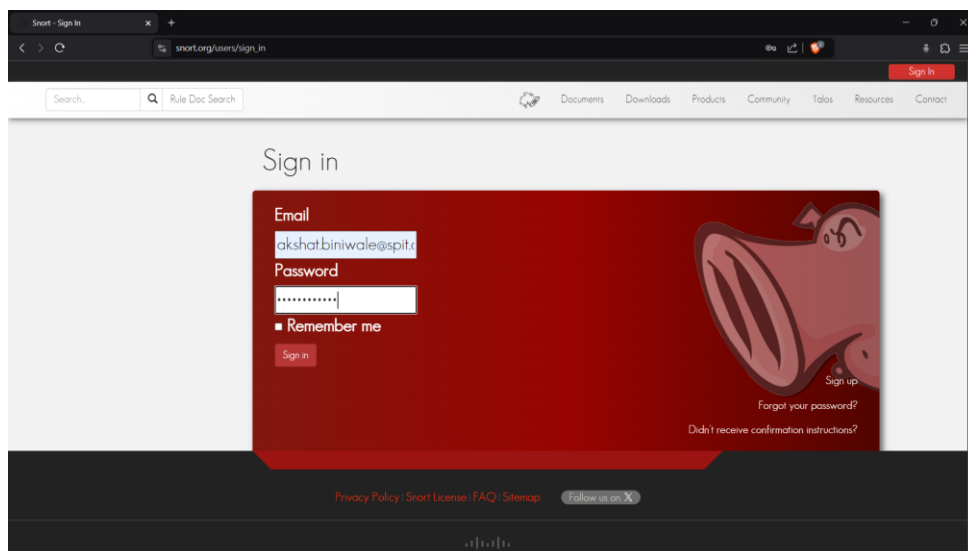 Snort - Sign In
snort.org/users/sign_in
Sign In
Search.
Rule Doc Search
Documents Downloads Products Community Talos Resources Contact
Sign in
Email
akshat.biniwale@spit.c
Password
••••••••••••
Remember me
Sign in
Sign up
Forgot your password?
Didn't receive confirmation instructions?
Privacy Policy | Snort License | FAQ | Sitemap Follow us on X